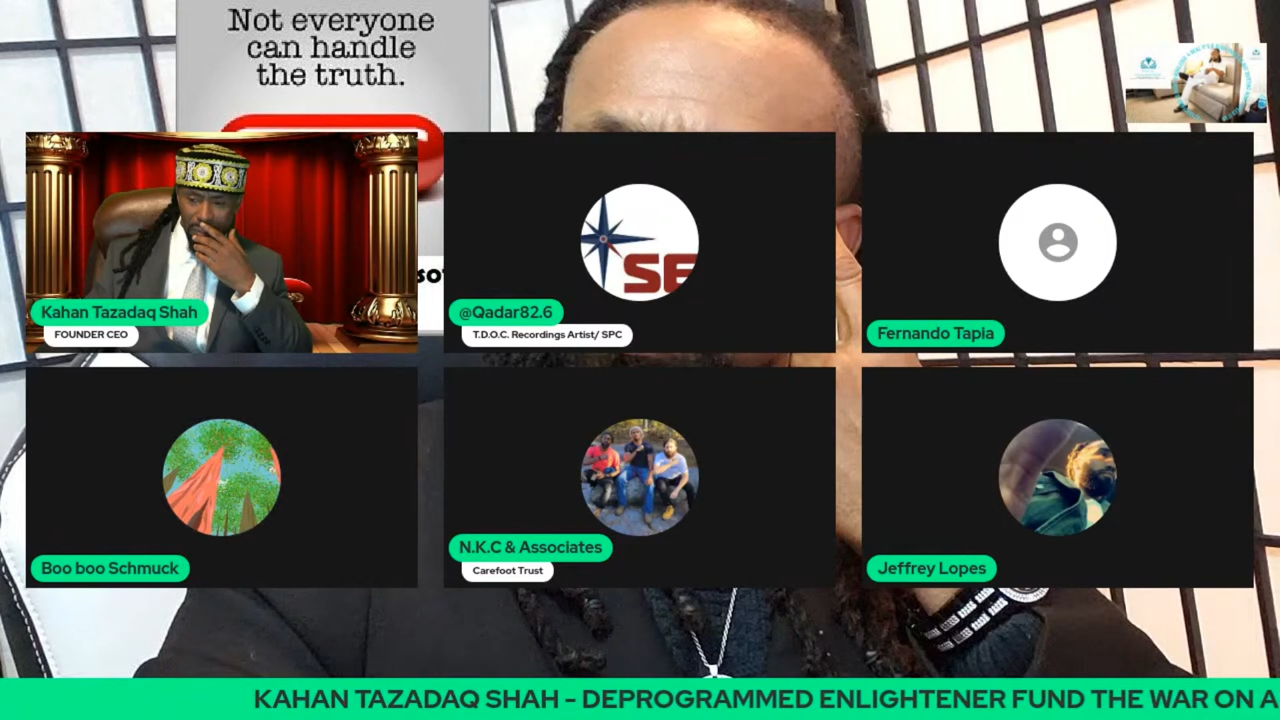 Not everyone
can handle
the truth.
Kahan Tazadaq Shah
FOUNDER CEO
@Qadar82.6
T.D.O.C. Recordings Artist/ SPC
SE
Fernando Tapia
Boo boo Schmuck
N.K.C & Associates
Carefoot Trust
Jeffrey Lopes
KAHAN TAZADAQ SHAH - DEPROGRAMMED ENLIGHTENER FUND THE WAR ON A